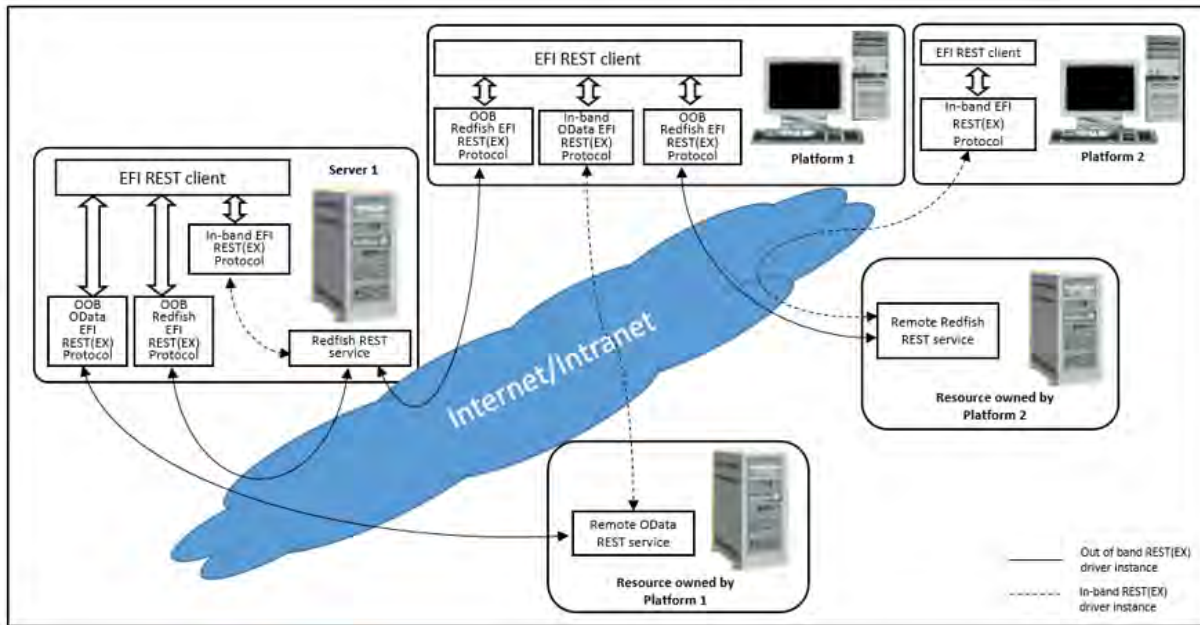 EFI REST client
OOB
Redfish EFI
REST(EX)
Protocol
In-band
OData EFI
REST(EX)
Protocol
OOB
Redfish EFI
REST(EX)
Protocol
Platform 1
EFI REST client
In-band EFI
REST(EX)
Protocol
Platform 2
EFI REST client
Server 1
In-band EFI
REST(EX)
Protocol
OOB
OData
EFI
REST(EX)
Protocol
OOB
Redfish
EFI
REST(EX)
Protocol
Redfish REST
service
Internet/Intranet
Remote Redfish
REST service
Resource owned by
Platform 2
Remote OData
REST service
Resource owned by
Platform 1
Out of band REST(EX)
driver instance
In-band REST(EX)
driver instance